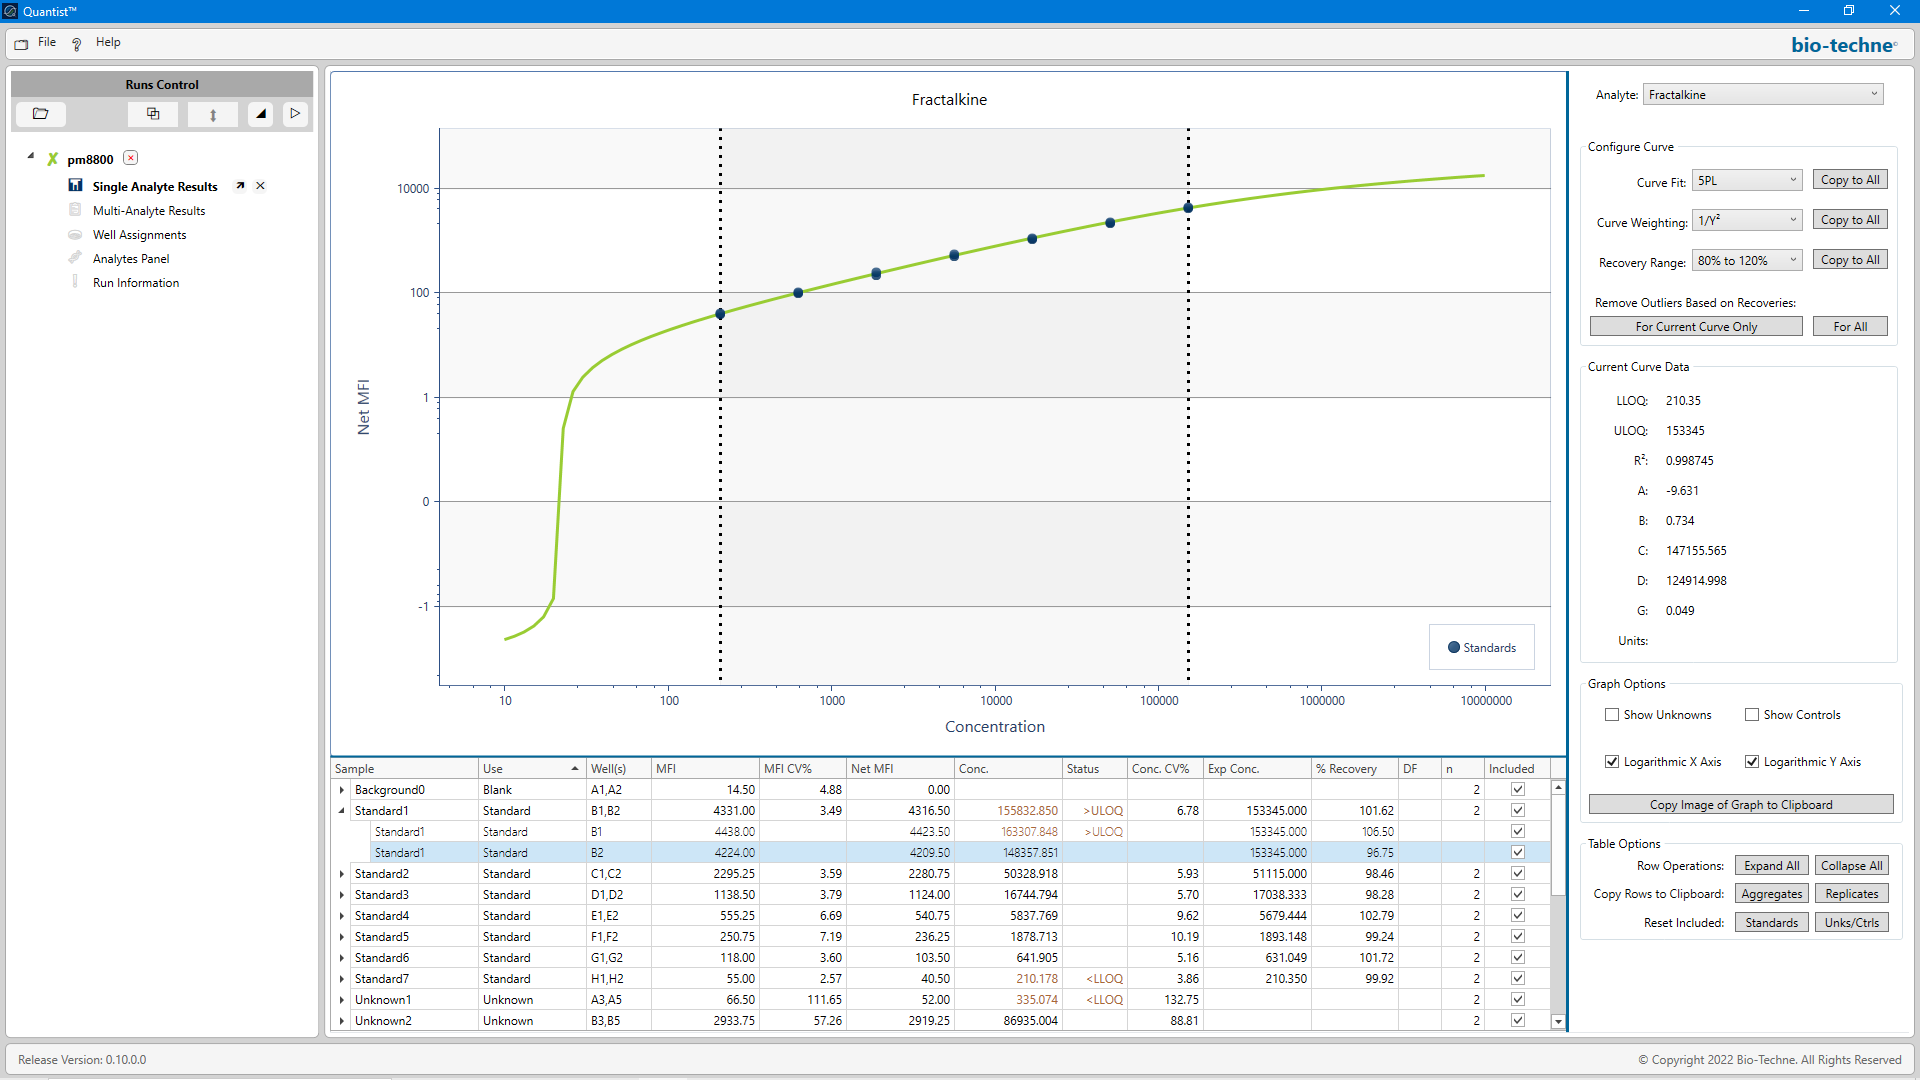 Quantist™
File Help
bio-techne®
Runs Control
pm8800
Single Analyte Results
Multi-Analyte Results
Well Assignments
Analytes Panel
Run Information
Fractalkine
10000
100
1
0
-1
Net MFI
Standards
10 100 1000 10000 100000 1000000 10000000
Concentration
Sample Use Well(s) MFI MFI CV% Net MFI Conc. Status Conc. CV% Exp Conc. % Recovery DF n Included
Background0 Blank A1,A2 14.50 4.88 0.00 2
Standard1 Standard B1,B2 4331.00 3.49 4316.50 155832.850 >ULOQ 6.78 153345.000 101.62 2
Standard1 Standard B1 4438.00 4423.50 163307.848 >ULOQ 153345.000 106.50
Standard1 Standard B2 4224.00 4209.50 148357.851 153345.000 96.75
Standard2 Standard C1,C2 2295.25 3.59 2280.75 50328.918 5.93 51115.000 98.46 2
Standard3 Standard D1,D2 1138.50 3.79 1124.00 16744.794 5.70 17038.333 98.28 2
Standard4 Standard E1,E2 555.25 6.69 540.75 5837.769 9.62 5679.444 102.79 2
Standard5 Standard F1,F2 250.75 7.19 236.25 1878.713 10.19 1893.148 99.24 2
Standard6 Standard G1,G2 118.00 3.60 103.50 641.905 5.16 631.049 101.72 2
Standard7 Standard H1,H2 55.00 2.57 40.50 210.178 <LLOQ 3.86 210.350 99.92 2
Unknown1 Unknown A3,A5 66.50 111.65 52.00 335.074 <LLOQ 132.75 2
Unknown2 Unknown B3,B5 2933.75 57.26 2919.25 86935.004 88.81 2
Analyte: Fractalkine
Configure Curve
Curve Fit: 5PL Copy to All
Curve Weighting: 1/Y² Copy to All
Recovery Range: 80% to 120% Copy to All
Remove Outliers Based on Recoveries:
For Current Curve Only For All
Current Curve Data
LLOQ: 210.35
ULOQ: 153345
R²: 0.998745
A: -9.631
B: 0.734
C: 147155.565
D: 124914.998
G: 0.049
Units:
Graph Options
Show Unknowns Show Controls
Logarithmic X Axis Logarithmic Y Axis
Copy Image of Graph to Clipboard
Table Options
Row Operations: Expand All Collapse All
Copy Rows to Clipboard: Aggregates Replicates
Reset Included: Standards Unks/Ctrls
Release Version: 0.10.0.0
© Copyright 2022 Bio-Techne. All Rights Reserved